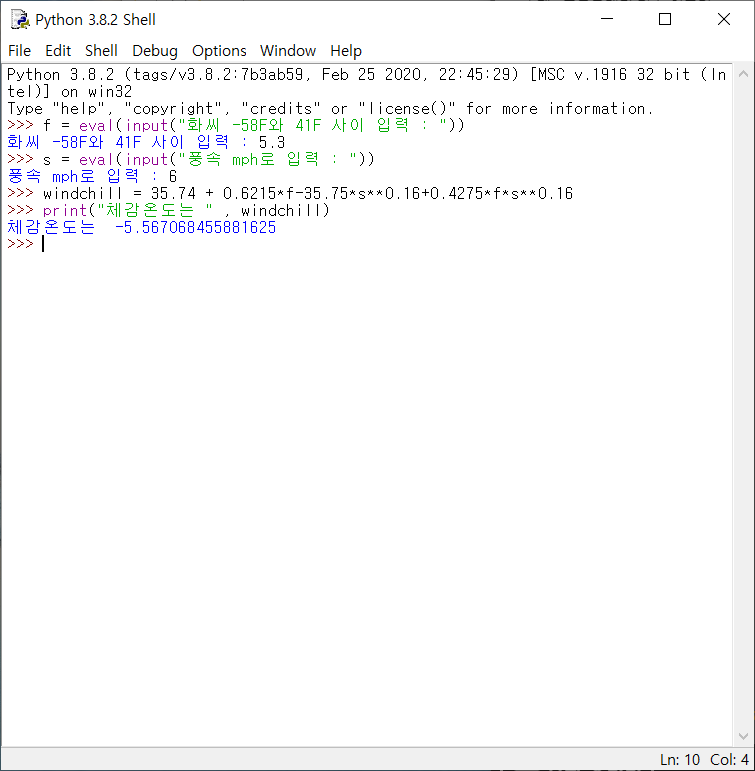 Python 3.8.2 Shell
File Edit Shell Debug Options Window Help
Python 3.8.2 (tags/v3.8.2:7b3ab59, Feb 25 2020, 22:45:29) [MSC v.1916 32 bit (In
tel)] on win32
Type "help", "copyright", "credits" or "license()" for more information.
>>> f = eval(input("화씨 -58F와 41F 사이 입력 : "))
화씨 -58F와 41F 사이 입력 : 5.3
>>> s = eval(input("풍속 mph로 입력 : "))
풍속 mph로 입력 : 6
>>> windchill = 35.74 + 0.6215*f-35.75*s**0.16+0.4275*f*s**0.16
>>> print("체감온도는 " , windchill)
체감온도는  -5.567068455881625
>>>
Ln: 10 Col: 4